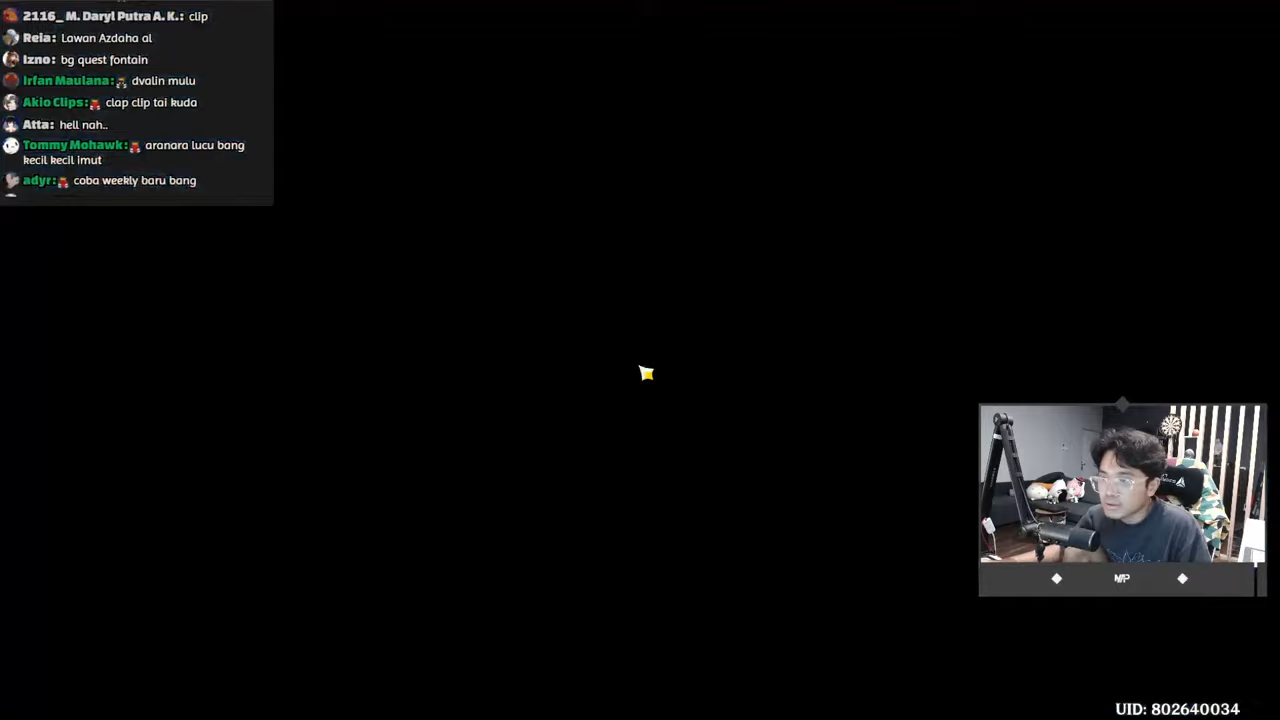 2116_ M. Daryl Putra A. K.: clip
Reia: Lawan Azdaha al
Izno: bg quest fontain
Irfan Maulana: dvalin mulu
Akio Clips: clap clip tai kuda
Atta: hell nah..
Tommy Mohawk: aranara lucu bang
kecil kecil imut
adyr: coba weekly baru bang
UID: 802640034